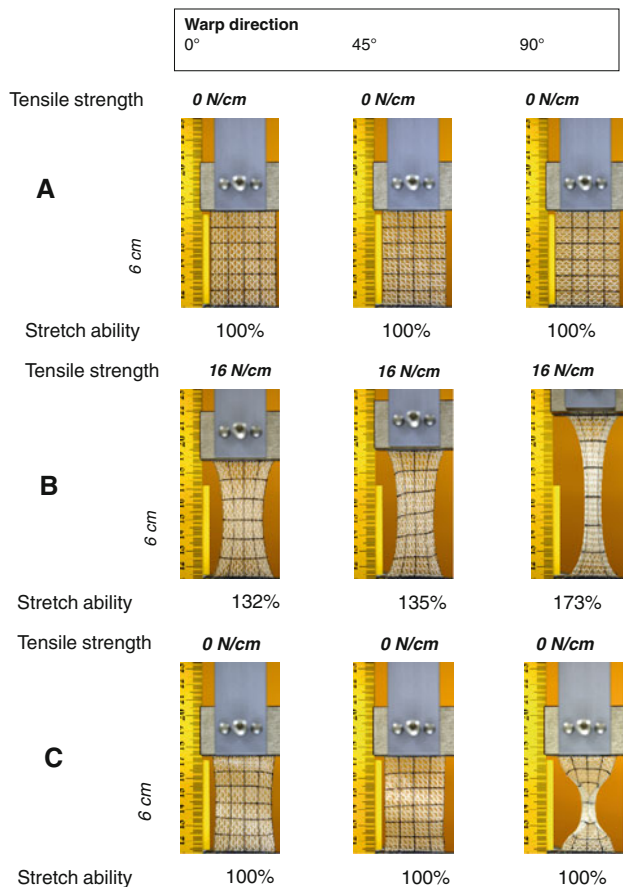 Warp direction
0° 45° 90°
Tensile strength 0 N/cm 0 N/cm 0 N/cm
A
6 cm
Stretch ability 100% 100% 100%
Tensile strength 16 N/cm 16 N/cm 16 N/cm
B
6 cm
Stretch ability 132% 135% 173%
Tensile strength 0 N/cm 0 N/cm 0 N/cm
C
6 cm
Stretch ability 100% 100% 100%